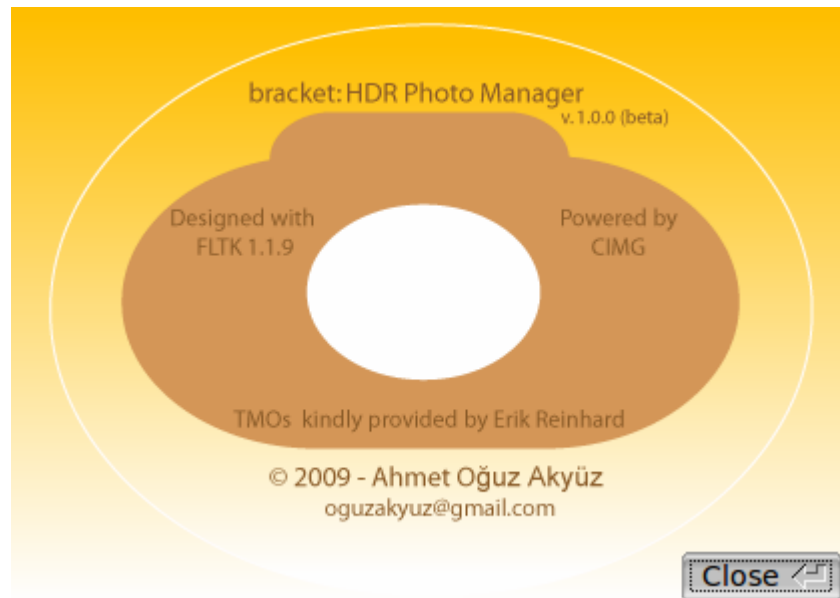 bracket: HDR Photo Manager
v. 1.0.0 (beta)
Designed with
FLTK 1.1.9
Powered by
CIMG
TMOs kindly provided by Erik Reinhard
© 2009 - Ahmet Oğuz Akyüz
oguzakyuz@gmail.com
Close